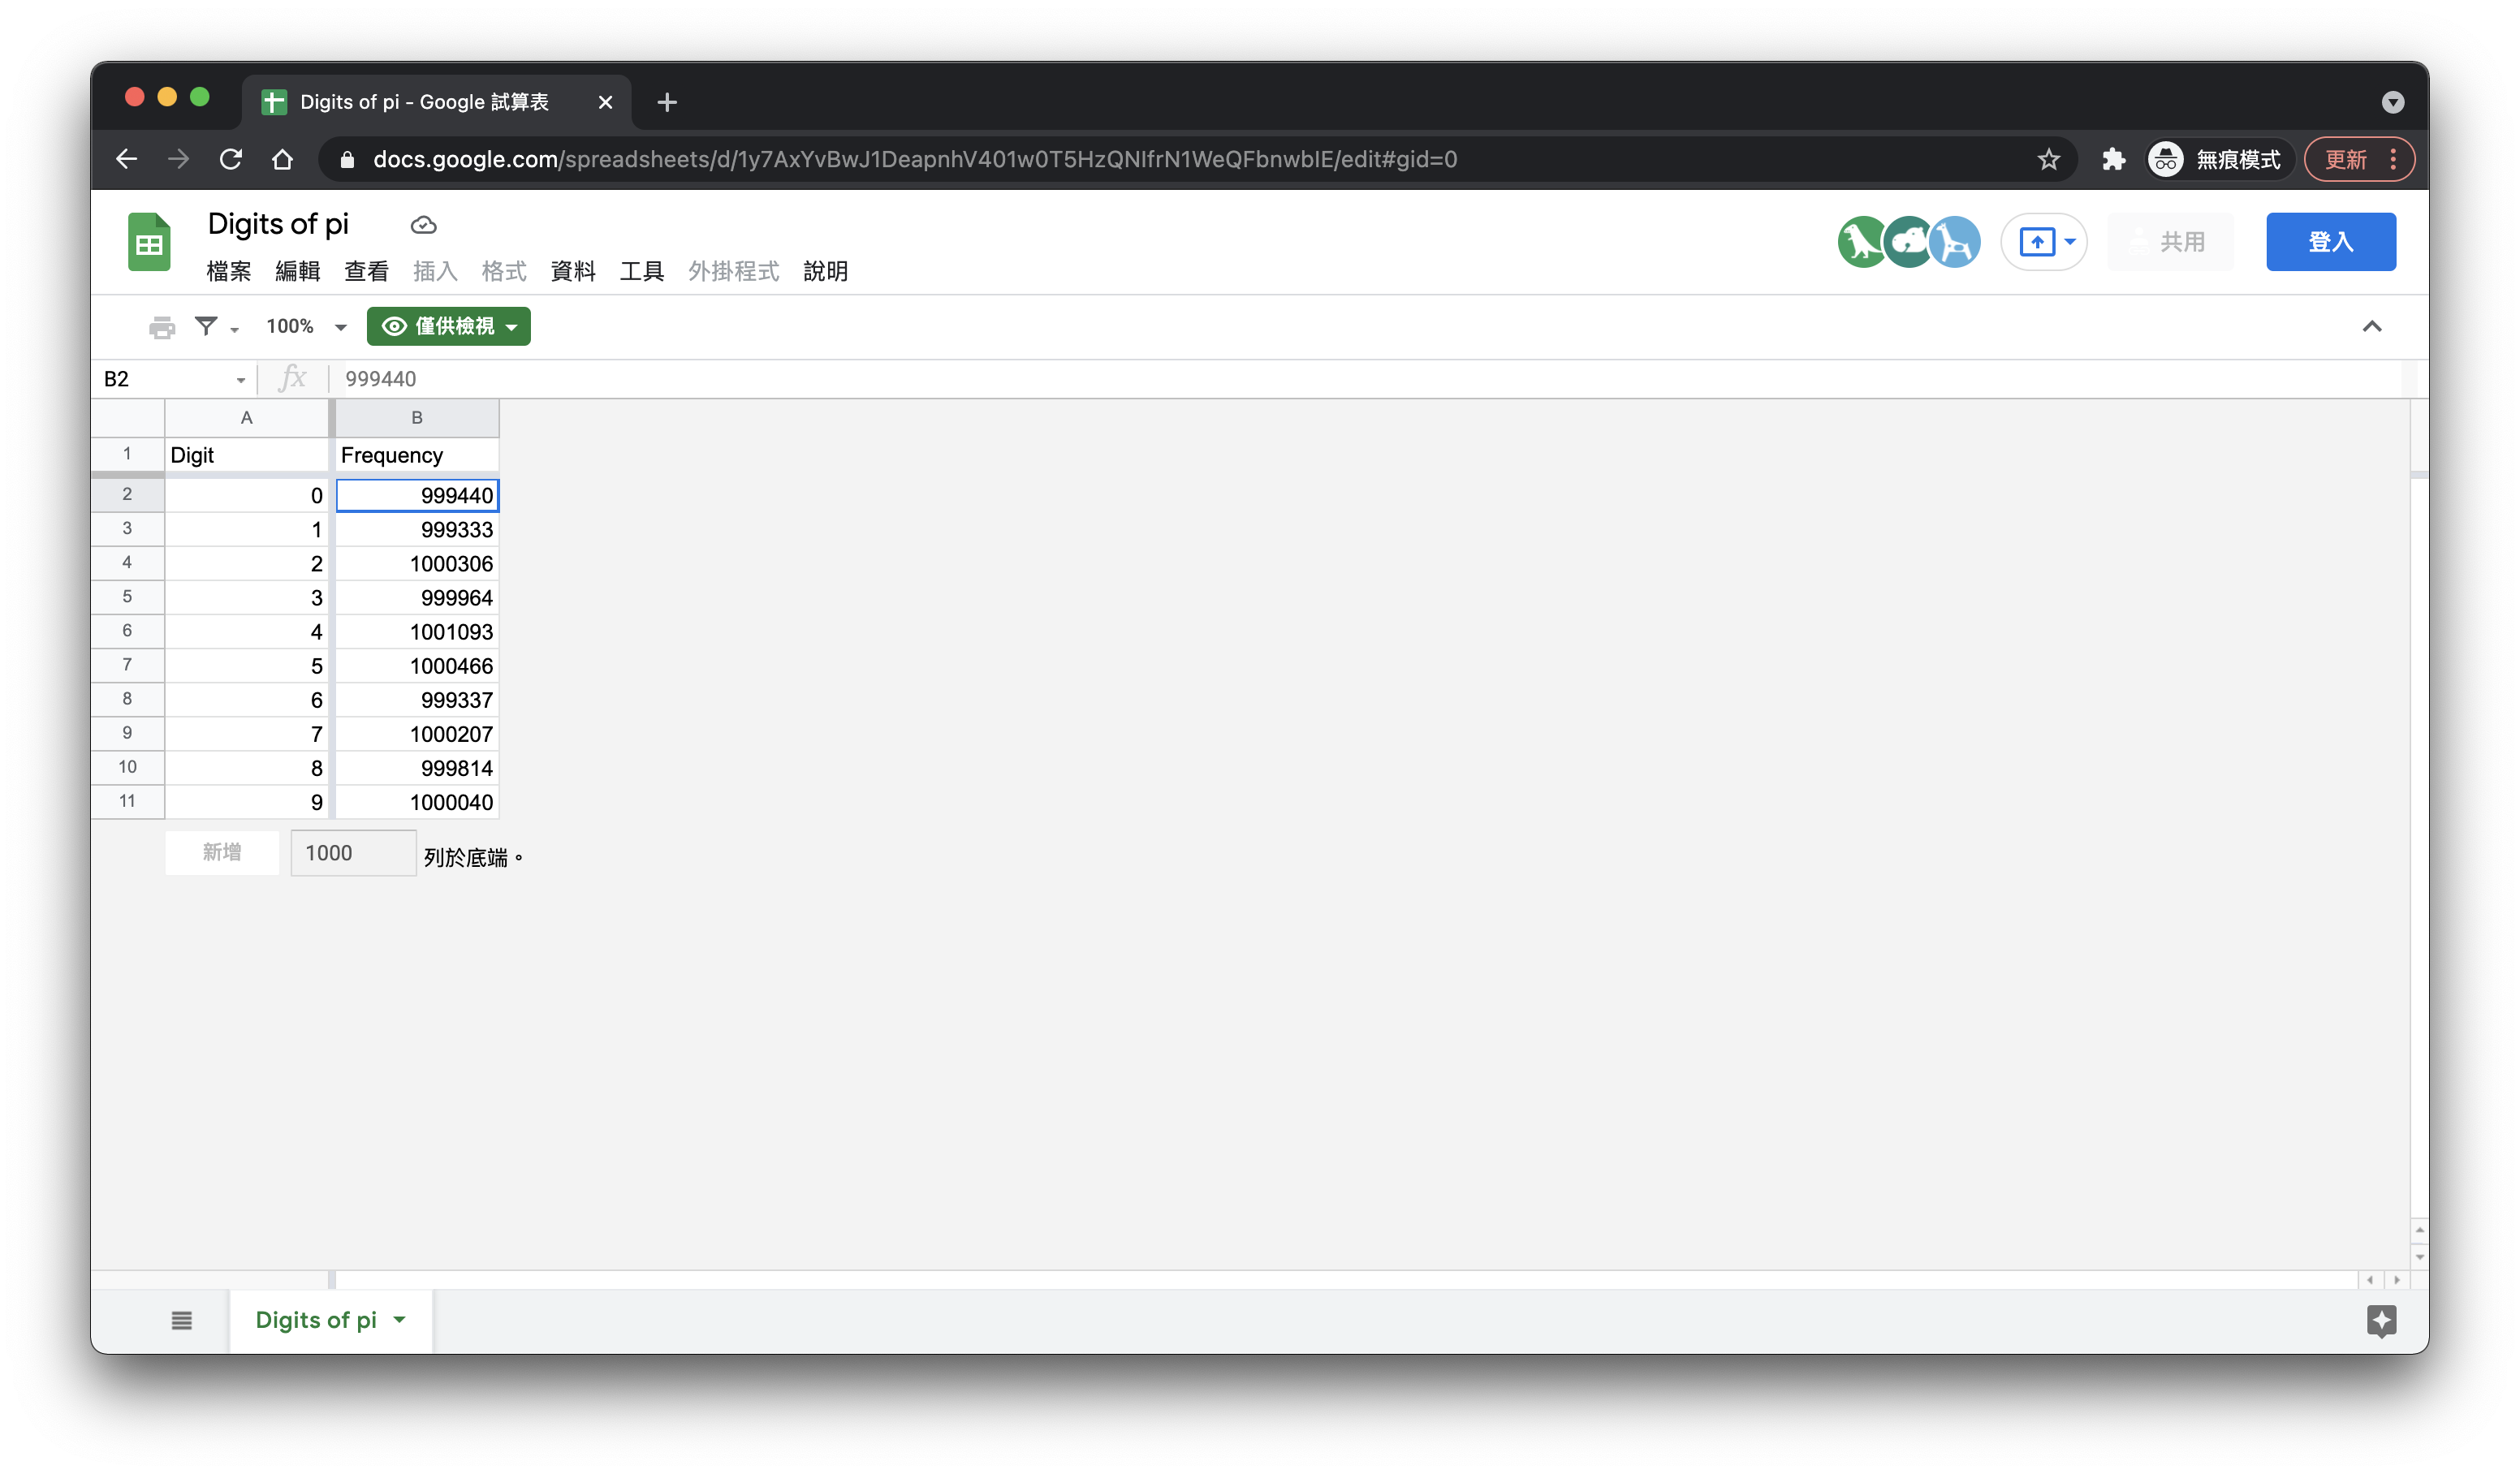 Digits of pi - Google 試算表
docs.google.com/spreadsheets/d/1y7AxYvBwJ1DeapnhV401w0T5HzQNIfrN1WeQFbnwbIE/edit#gid=0
無痕模式
更新
Digits of pi
檔案 編輯 查看 插入 格式 資料 工具 外掛程式 說明
共用
登入
100%
僅供檢視
B2
fx
999440
A B
1 Digit Frequency
2 0 999440
3 1 999333
4 2 1000306
5 3 999964
6 4 1001093
7 5 1000466
8 6 999337
9 7 1000207
10 8 999814
11 9 1000040
新增 1000 列於底端。
Digits of pi